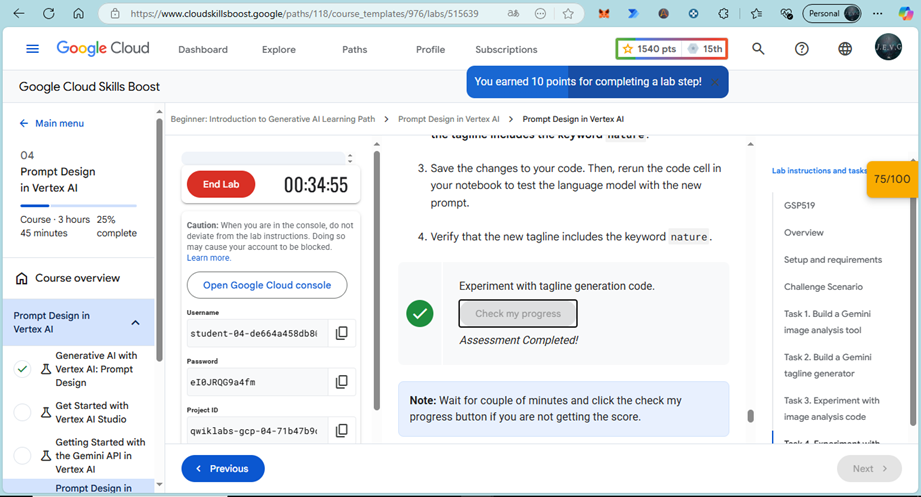 https://www.cloudskillsboost.google/paths/118/course_templates/976/labs/515639
Personal
Google Cloud
Dashboard
Explore
Paths
Profile
Subscriptions
1540 pts
15th
J.E.V.G
You earned 10 points for completing a lab step!
Google Cloud Skills Boost
Main menu
04
Prompt Design
in Vertex AI
Course · 3 hours
45 minutes
25%
complete
Course overview
Prompt Design in
Vertex AI
Generative AI with
Vertex AI: Prompt
Design
Get Started with
Vertex AI Studio
Getting Started with
the Gemini API in
Vertex AI
Prompt Design in
Beginner: Introduction to Generative AI Learning Path
Prompt Design in Vertex AI
Prompt Design in Vertex AI
End Lab
00:34:55
Caution: When you are in the console, do not
deviate from the lab instructions. Doing so
may cause your account to be blocked.
Learn more.
Open Google Cloud console
Username
student-04-de664a458db8
Password
eI0JRQG9a4fm
Project ID
qwiklabs-gcp-04-71b47b9
the tagline includes the keyword nature.
3. Save the changes to your code. Then, rerun the code cell in
your notebook to test the language model with the new
prompt.
4. Verify that the new tagline includes the keyword nature.
Experiment with tagline generation code.
Check my progress
Assessment Completed!
Note: Wait for couple of minutes and click the check my
progress button if you are not getting the score.
Lab instructions and tasks
75/100
GSP519
Overview
Setup and requirements
Challenge Scenario
Task 1. Build a Gemini
image analysis tool
Task 2. Build a Gemini
tagline generator
Task 3. Experiment with
image analysis code
Task 4. Experiment with
Previous
Next